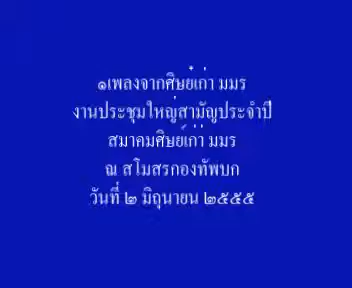 ๑เพลงจากศิษย์เก่า มมร
งานประชุมใหญ่สามัญประจำปี
สมาคมศิษย์เก่า มมร
ณ สโมสรกองทัพบก
วันที่ ๒ มิถุนายน ๒๕๕๕